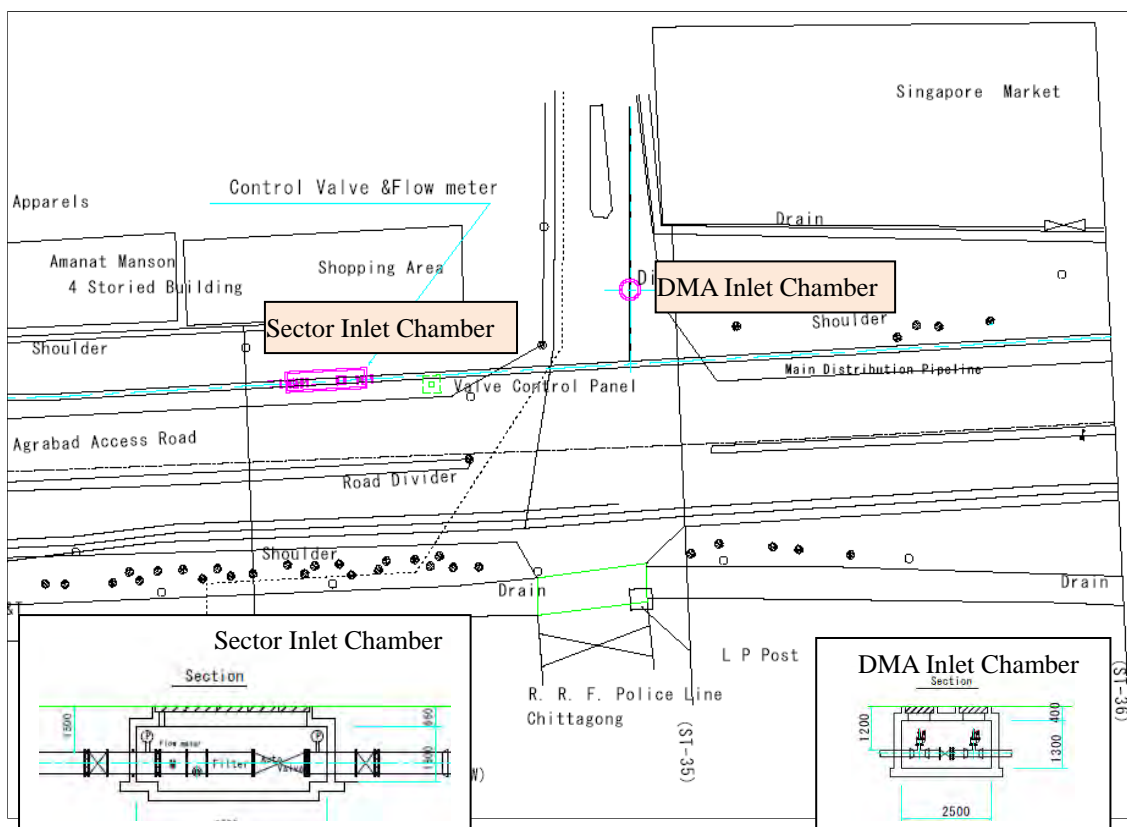 Singapore Market
Control Valve &Flow meter
Apparels
Drain
Amanat Manson
4 Storied Building
Shopping Area
DMA Inlet Chamber
Sector Inlet Chamber
Shoulder
Shoulder
Main Distribution Pipeline
Valve Control Panel
Agrabad Access Road
Road Divider
Shoulder
Drain
Drain
Sector Inlet Chamber
Section
1500
660
Flow meter
Filter
Auto
Valve
P
P
L P Post
R. R. F. Police Line
Chittagong
(ST-35)
(ST-36)
DMA Inlet Chamber
Section
1200
400
1300
2500